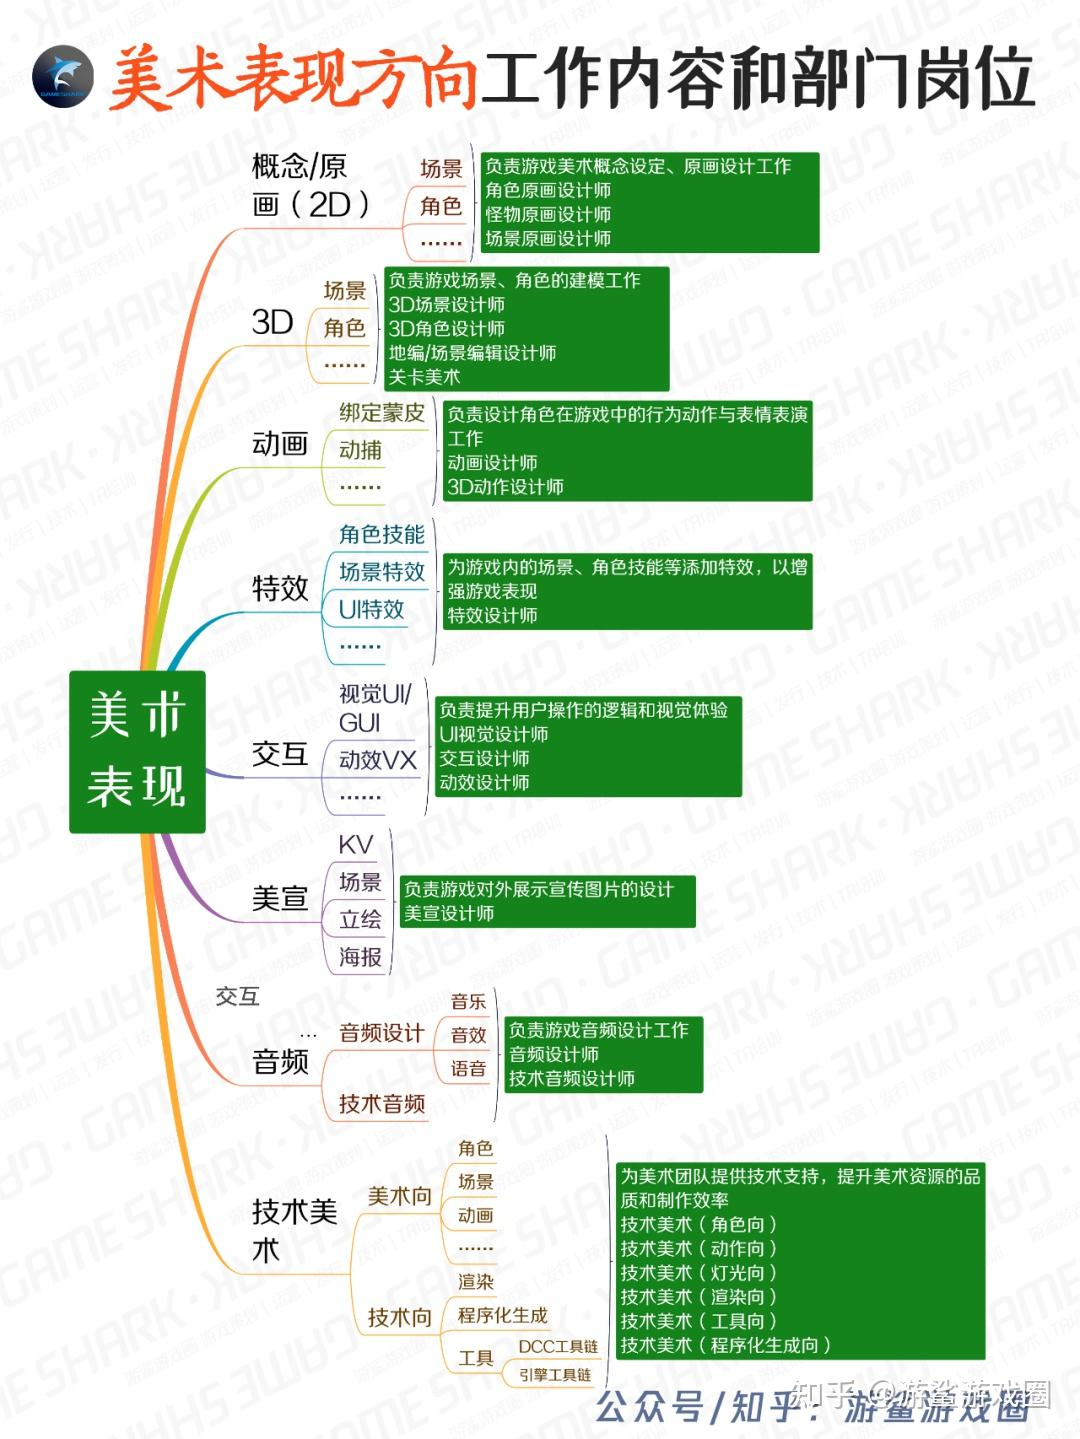 GAMESHARK
美术表现方向工作内容和部门岗位
美术
表现
概念/原
画（2D）
场景
角色
......
负责游戏美术概念设定、原画设计工作
角色原画设计师
怪物原画设计师
场景原画设计师
3D
场景
角色
......
负责游戏场景、角色的建模工作
3D场景设计师
3D角色设计师
地编/场景编辑设计师
关卡美术
动画
绑定蒙皮
动捕
......
负责设计角色在游戏中的行为动作与表情表演
工作
动画设计师
3D动作设计师
特效
角色技能
场景特效
UI特效
......
为游戏内的场景、角色技能等添加特效，以增
强游戏表现
特效设计师
交互
视觉UI/
GUI
动效VX
......
负责提升用户操作的逻辑和视觉体验
UI视觉设计师
交互设计师
动效设计师
美宣
KV
场景
立绘
海报
负责游戏对外展示宣传图片的设计
美宣设计师
交互
...
音频
音频设计
音乐
音效
语音
技术音频
负责游戏音频设计工作
音频设计师
技术音频设计师
技术美
术
美术向
角色
场景
动画
......
技术向
渲染
程序化生成
工具
DCC工具链
引擎工具链
为美术团队提供技术支持，提升美术资源的品
质和制作效率
技术美术（角色向）
技术美术（动作向）
技术美术（灯光向）
技术美术（渲染向）
技术美术（工具向）
技术美术（程序化生成向）
知乎 @游鲨游戏圈
公众号/知乎：游鲨游戏圈